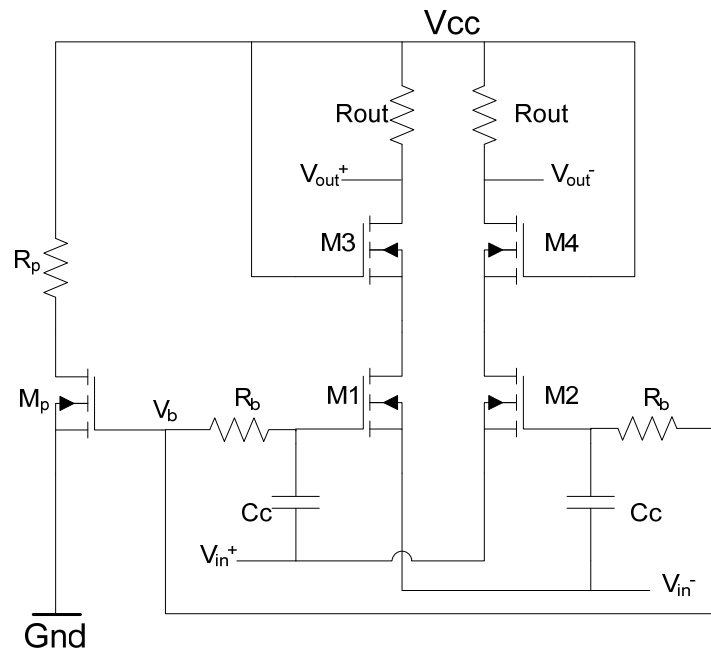 Vcc
Rout Rout
Vout+ Vout-
M3 M4
Rp
Mp Vb Rb M1 M2 Rb
Cc Cc
Vin+
Vin-
Gnd